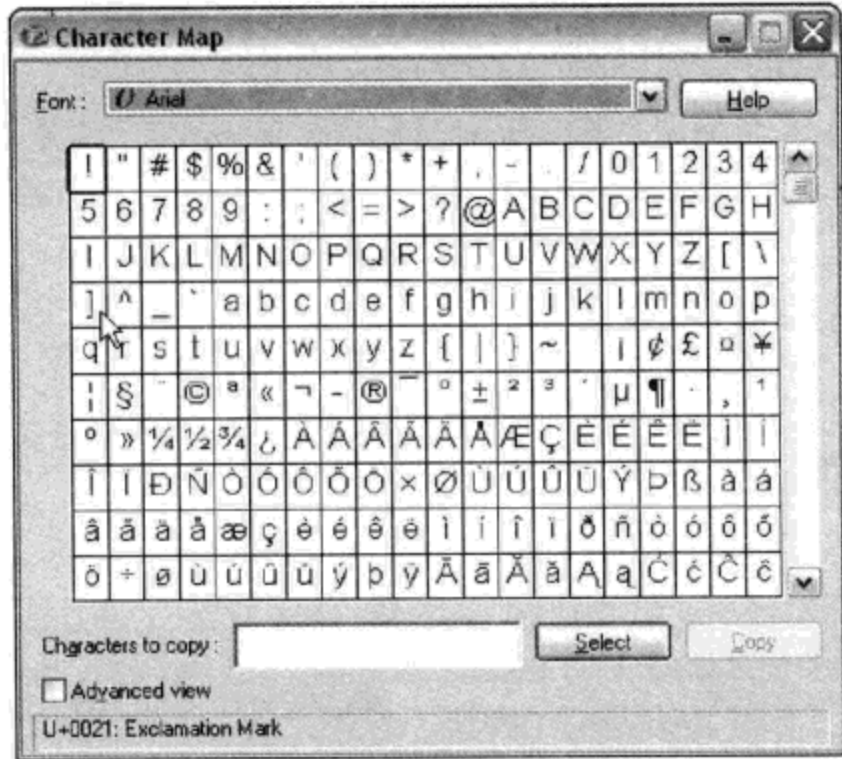 Character Map
Font : Arial Help
! " # $ % & ' ( ) * + , - . / 0 1 2 3 4
5 6 7 8 9 : ; < = > ? @ A B C D E F G H
I J K L M N O P Q R S T U V W X Y Z [ \
] ^ _ ` a b c d e f g h i j k l m n o p
q r s t u v w x y z { | } ~ ¡ ¢ £ ¤ ¥
¦ § ¨ © ª « ¬ - ® ¯ ° ± ² ³ ´ µ ¶ · ¸ ¹
º » ¼ ½ ¾ ¿ À Á Â Ã Ä Å Æ Ç È É Ê Ë Ì Í
Î Ï Ð Ñ Ò Ó Ô Õ Ö × Ø Ù Ú Û Ü Ý Þ ß à á
â ã ä å æ ç è é ê ë ì í î ï ð ñ ò ó ô õ
ö ÷ ø ù ú û ü ý þ ÿ Ā ā Ă ă Ą ą Ć ć Ĉ ĉ
Characters to copy : Select Copy
Advanced view
U+0021: Exclamation Mark